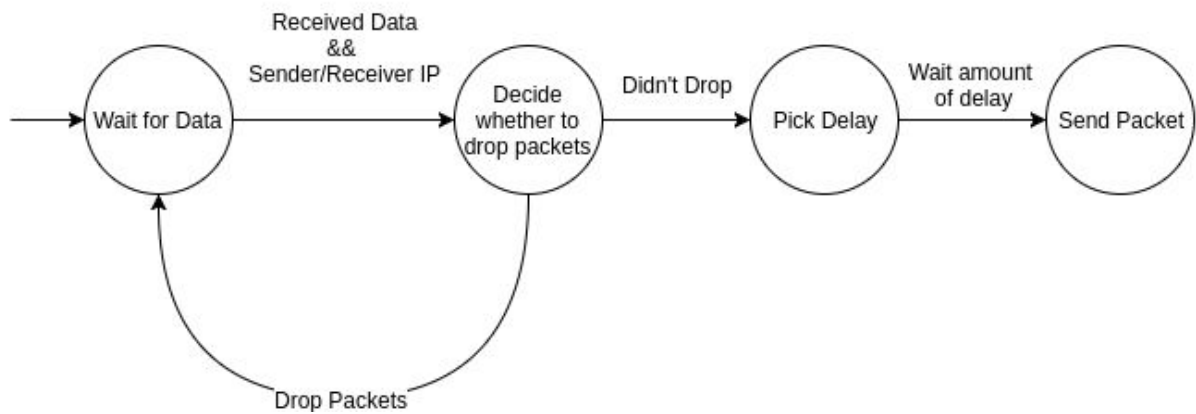 Received Data
&&
Sender/Receiver IP
Wait for Data
Decide
whether to
drop packets
Didn't Drop
Pick Delay
Wait amount
of delay
Send Packet
Drop Packets